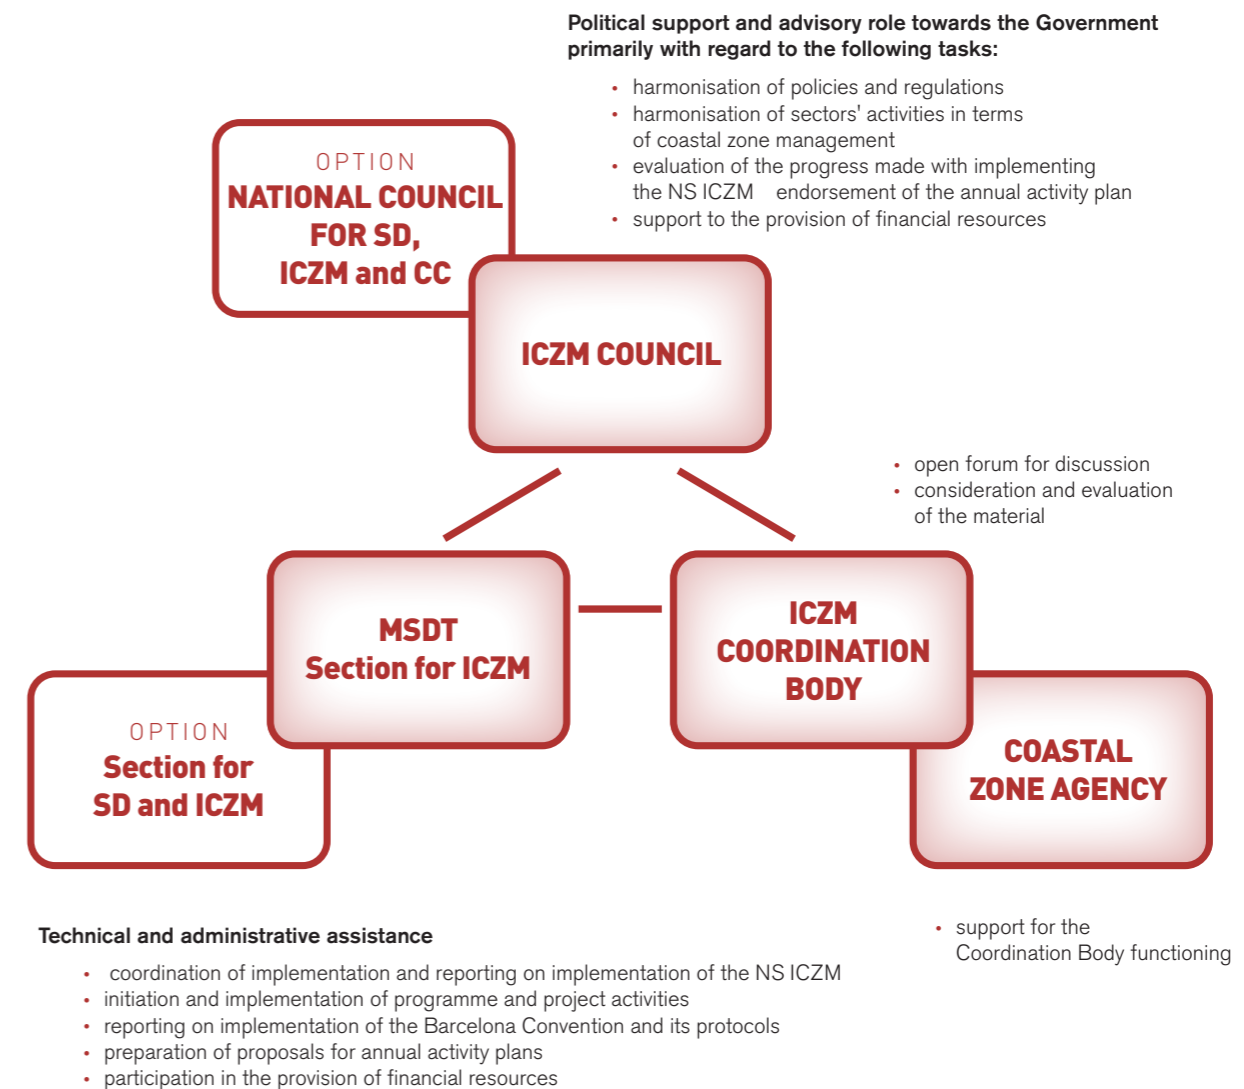 Political support and advisory role towards the Government
primarily with regard to the following tasks:
• harmonisation of policies and regulations
• harmonisation of sectors' activities in terms
of coastal zone management
• evaluation of the progress made with implementing
the NS ICZM endorsement of the annual activity plan
• support to the provision of financial resources
OPTION
NATIONAL COUNCIL
FOR SD,
ICZM and CC
ICZM COUNCIL
• open forum for discussion
• consideration and evaluation
of the material
MSDT
Section for ICZM
ICZM
COORDINATION
BODY
OPTION
Section for
SD and ICZM
COASTAL
ZONE AGENCY
• support for the
Coordination Body functioning
Technical and administrative assistance
• coordination of implementation and reporting on implementation of the NS ICZM
• initiation and implementation of programme and project activities
• reporting on implementation of the Barcelona Convention and its protocols
• preparation of proposals for annual activity plans
• participation in the provision of financial resources